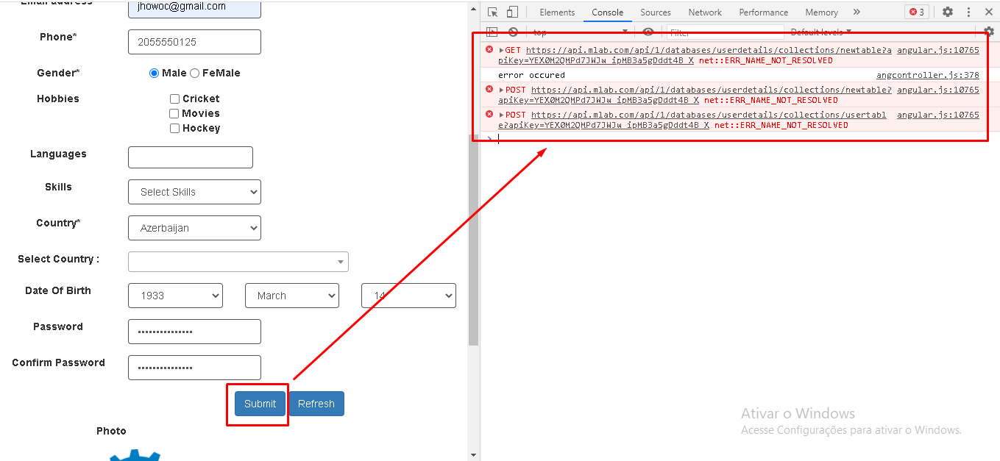 Email address
jhowoc@gmail.com
Phone*
2055550125
Gender*
Male FeMale
Hobbies
Cricket
Movies
Hockey
Languages
Skills
Select Skills
Country*
Azerbaijan
Select Country :
Date Of Birth
1933 March 14
Password
•••••••••••••••
Confirm Password
•••••••••••••••
Submit Refresh
Photo
Elements Console Sources Network Performance Memory » 3
top Filter Default levels
GET https://api.mlab.com/api/1/databases/userdetails/collections/newtable?a angular.js:10765
piKey=YEX0M2QMPd7JWJw_ipMB3a5gDddt4B_X net::ERR_NAME_NOT_RESOLVED
error occured angcontroller.js:378
POST https://api.mlab.com/api/1/databases/userdetails/collections/newtable? angular.js:10765
apiKey=YEX0M2QMPd7JWJw_ipMB3a5gDddt4B_X net::ERR_NAME_NOT_RESOLVED
POST https://api.mlab.com/api/1/databases/userdetails/collections/usertabl angular.js:10765
e?apiKey=YEX0M2QMPd7JWJw_ipMB3a5gDddt4B_X net::ERR_NAME_NOT_RESOLVED
Ativar o Windows
Acesse Configurações para ativar o Windows.